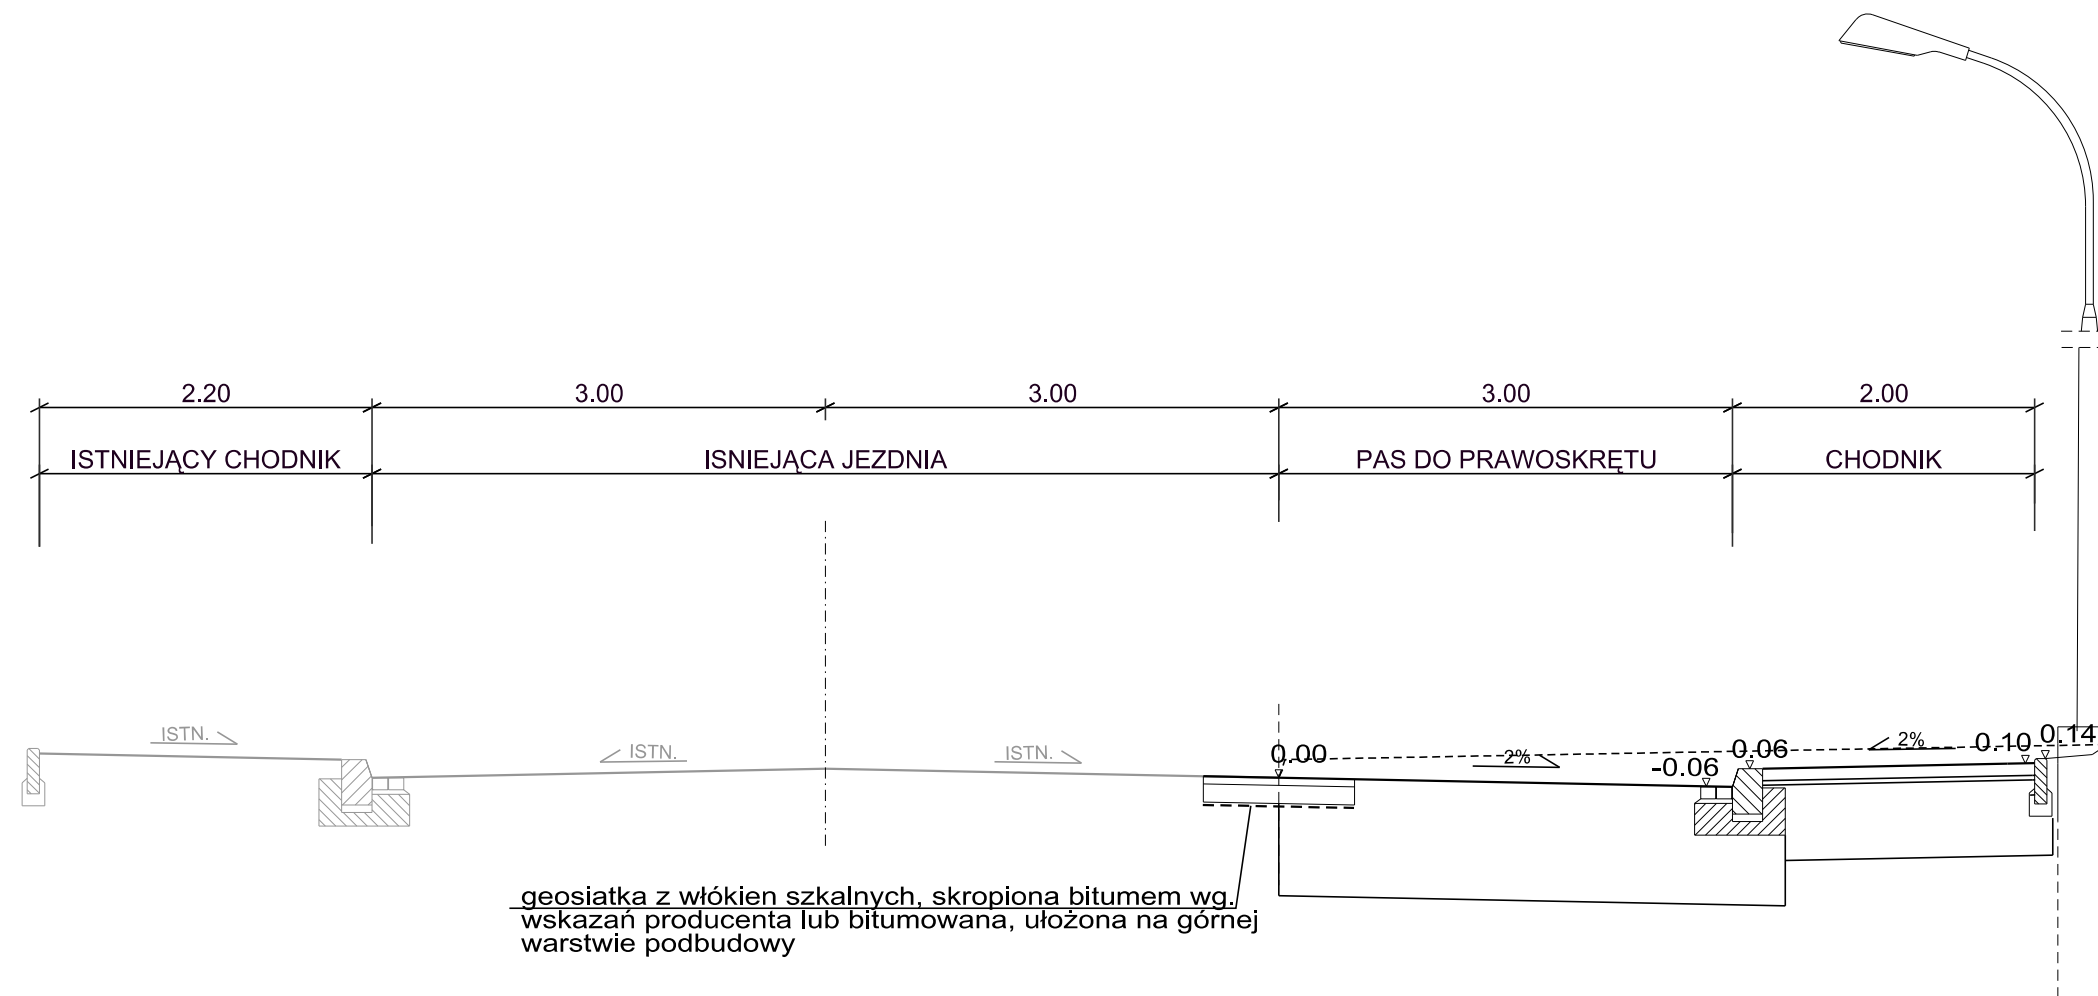 2.20
3.00
3.00
3.00
2.00
ISTNIEJĄCY CHODNIK
ISNIEJĄCA JEZDNIA
PAS DO PRAWOSKRĘTU
CHODNIK
ISTN.
ISTN.
ISTN.
0.00
2%
-0.06
0.06
2%
0.10
0.14
geosiatka z włókien szkalnych, skropiona bitumem wg.
wskazań producenta lub bitumowana, ułożona na górnej
warstwie podbudowy